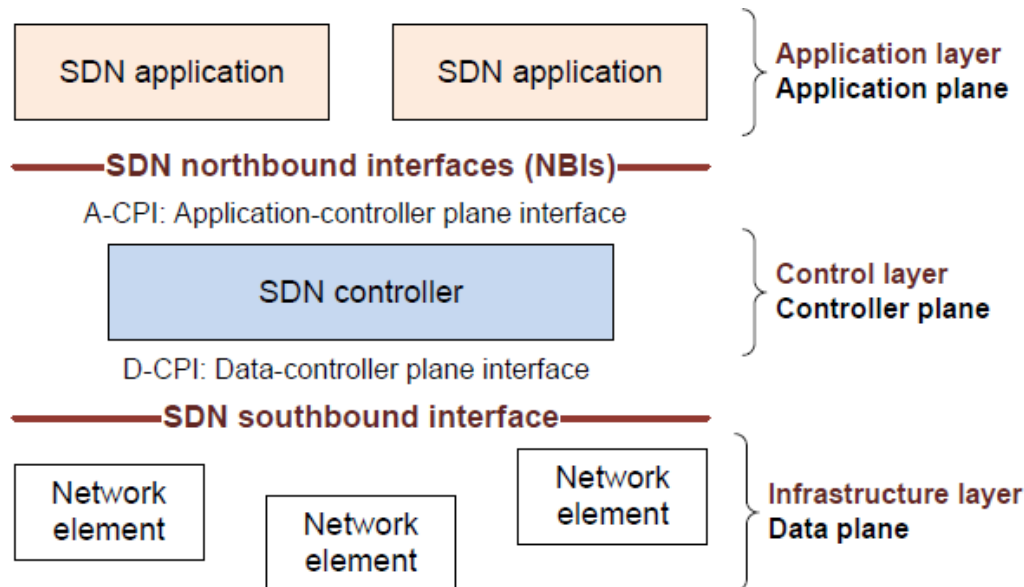 SDN application
SDN application
Application layer
Application plane
SDN northbound interfaces (NBIs)
A-CPI: Application-controller plane interface
SDN controller
Control layer
Controller plane
D-CPI: Data-controller plane interface
SDN southbound interface
Network
element
Network
element
Network
element
Infrastructure layer
Data plane